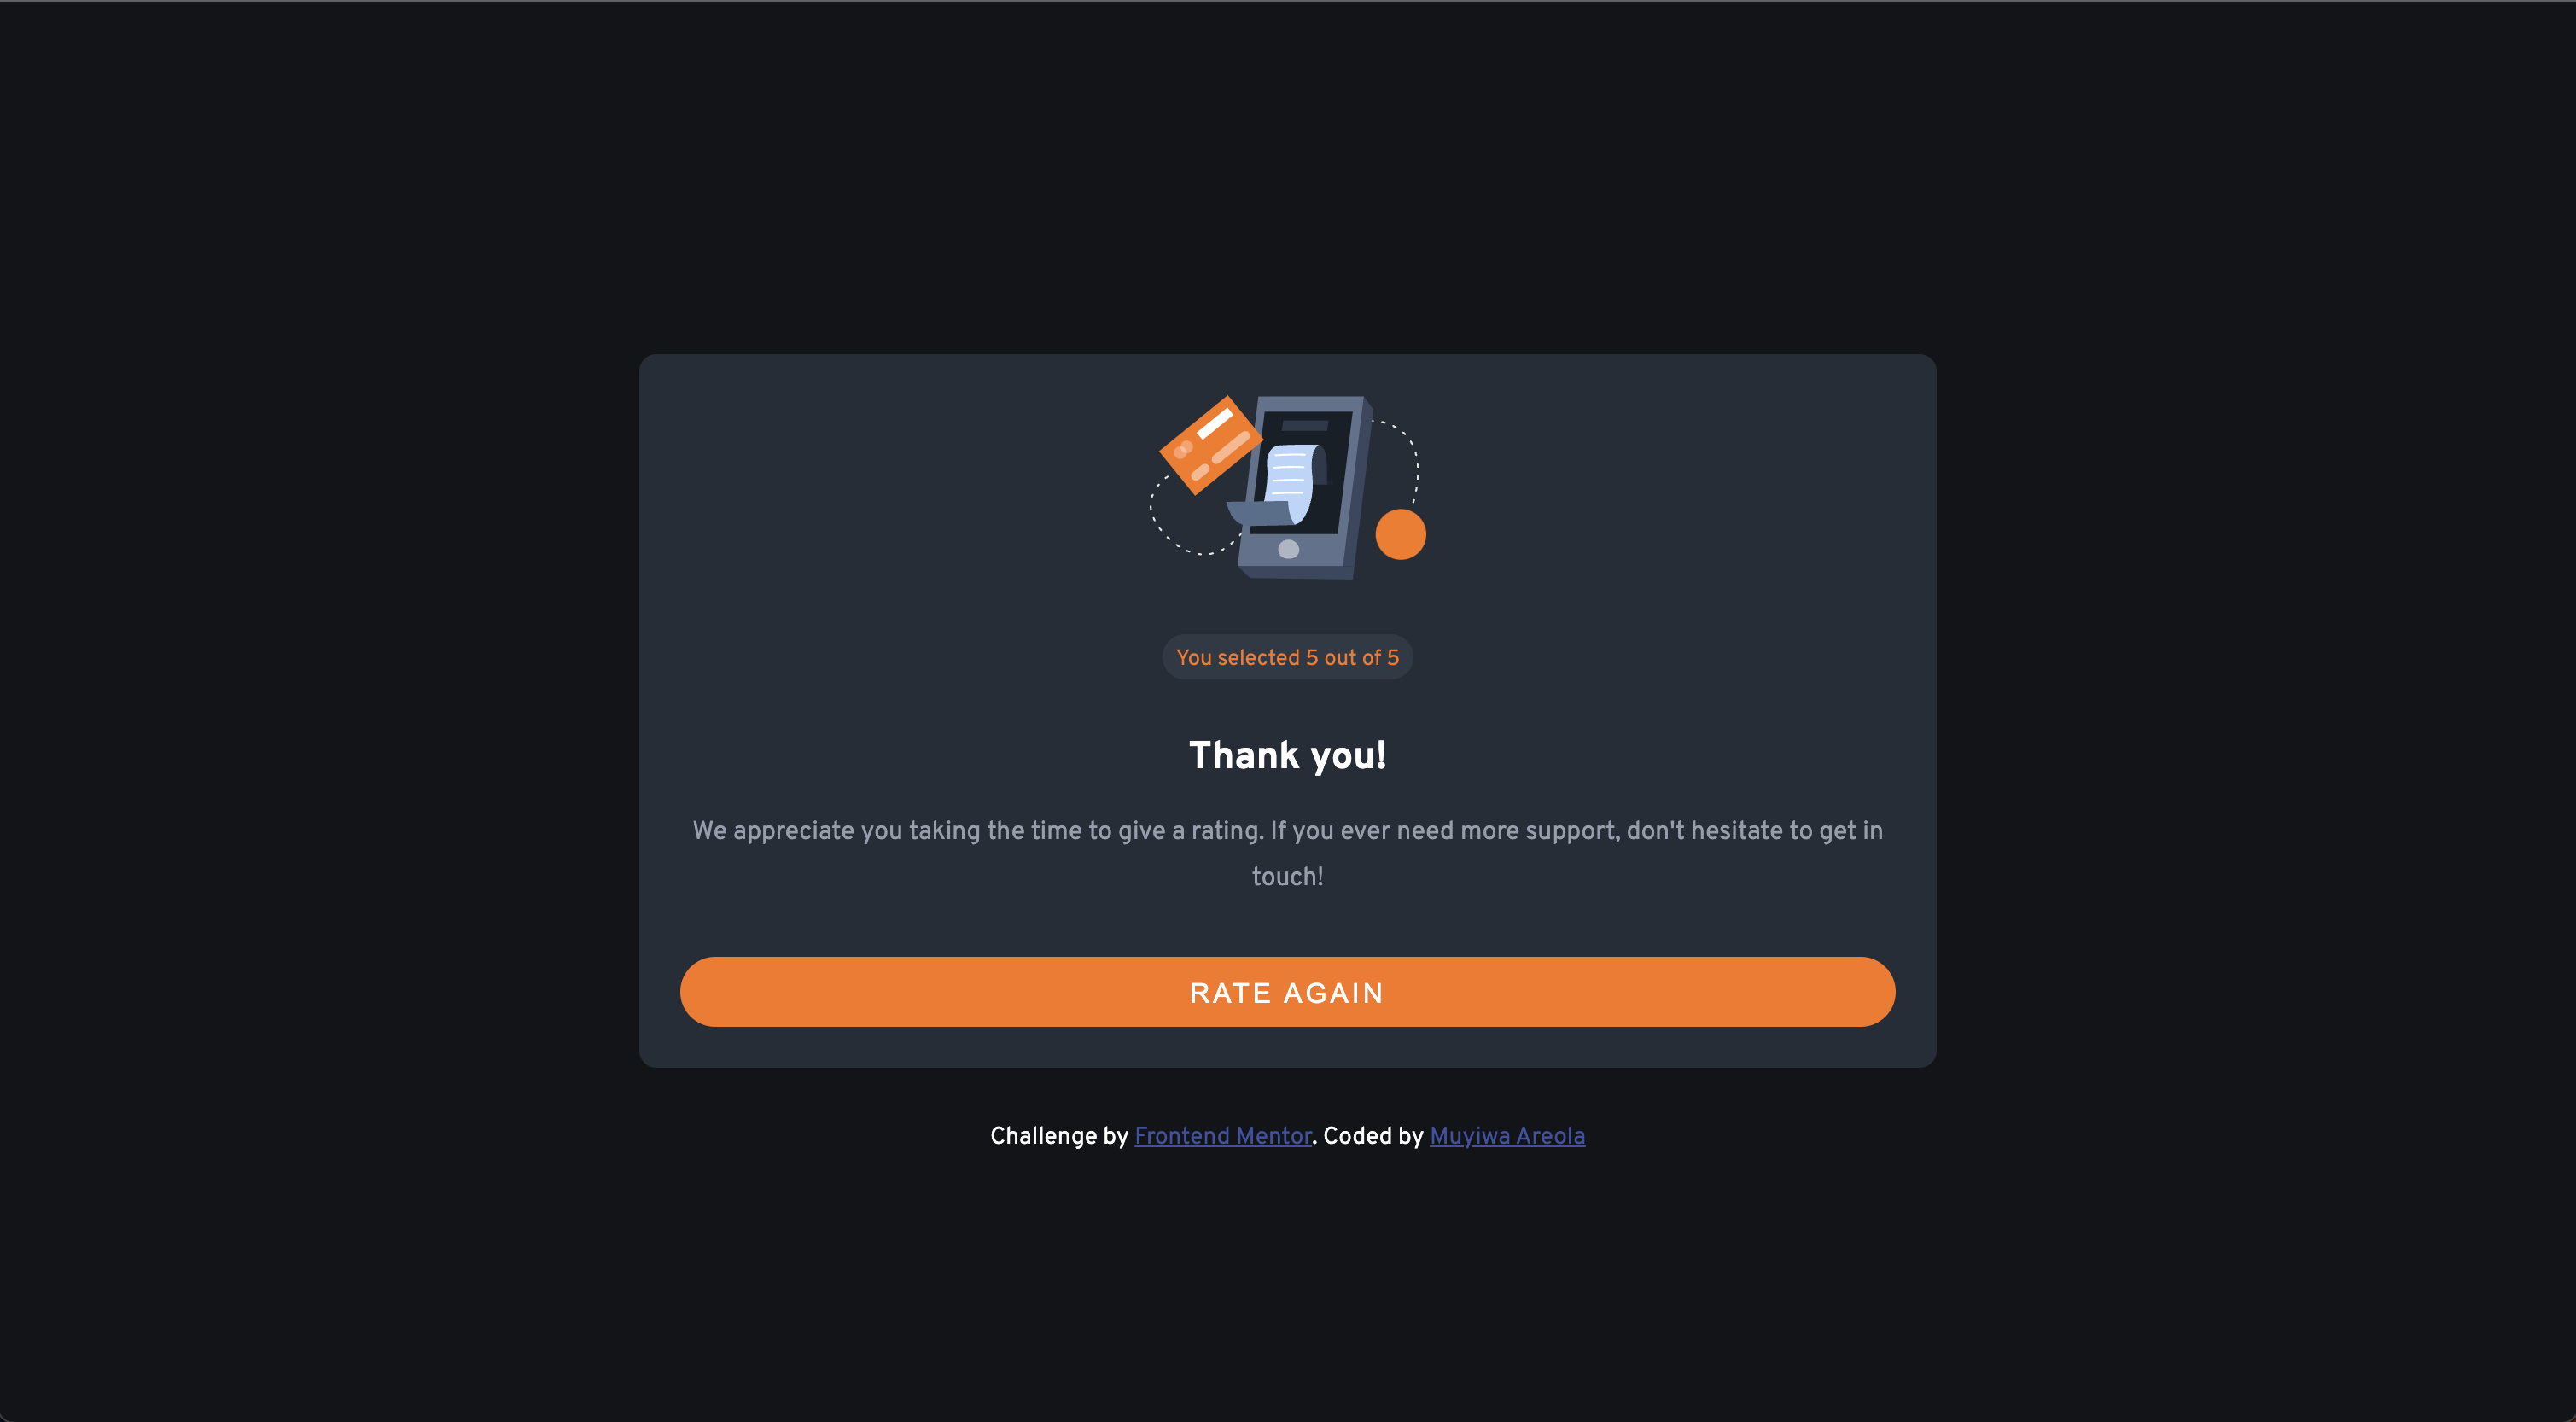 You selected 5 out of 5
Thank you!
We appreciate you taking the time to give a rating. If you ever need more support, don't hesitate to get in
touch!
RATE AGAIN
Challenge by Frontend Mentor. Coded by Muyiwa Areola